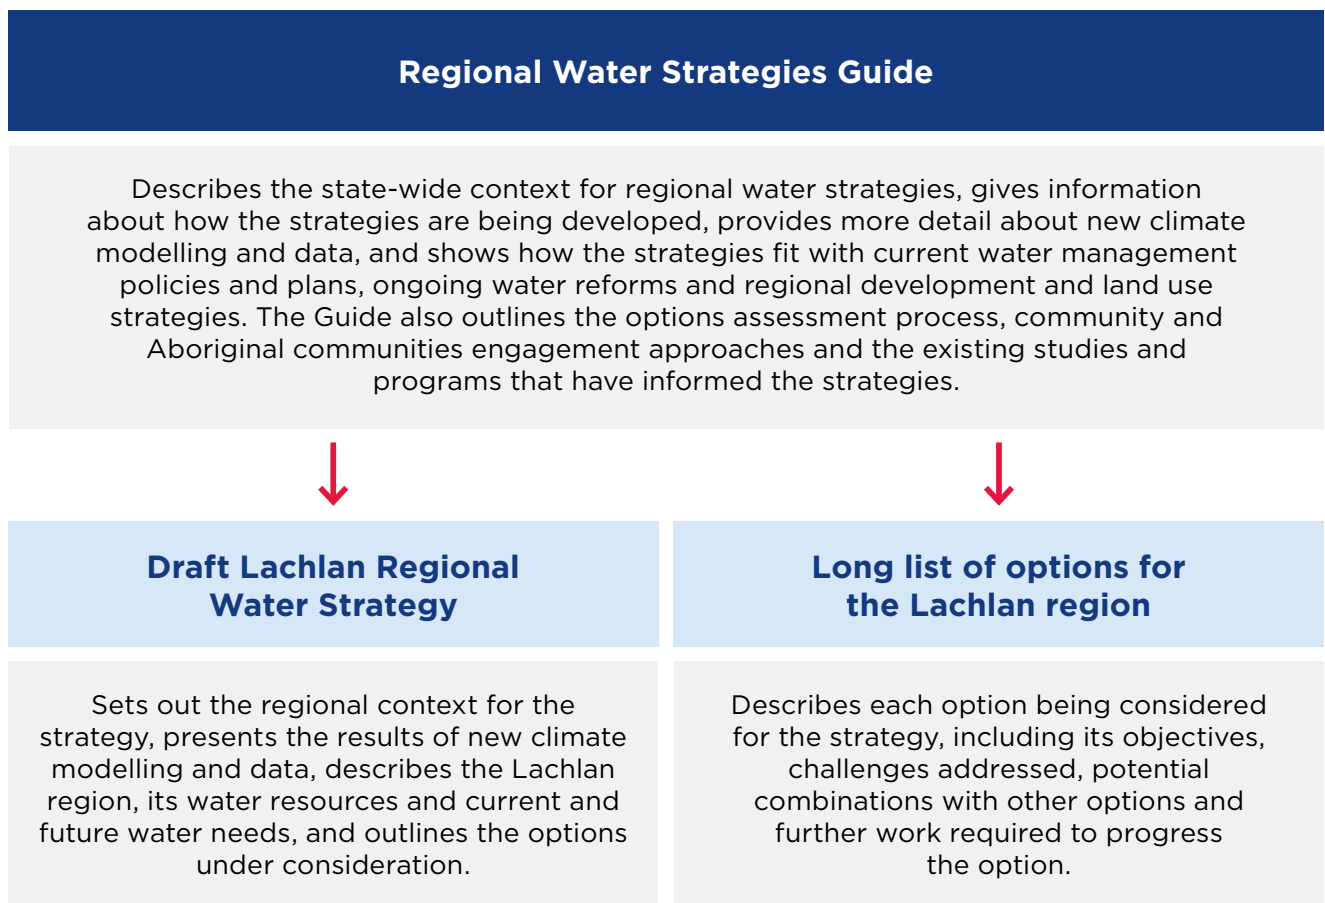 Regional Water Strategies Guide
Describes the state-wide context for regional water strategies, gives information
about how the strategies are being developed, provides more detail about new climate
modelling and data, and shows how the strategies fit with current water management
policies and plans, ongoing water reforms and regional development and land use
strategies. The Guide also outlines the options assessment process, community and
Aboriginal communities engagement approaches and the existing studies and
programs that have informed the strategies.
Draft Lachlan Regional
Water Strategy
Sets out the regional context for the
strategy, presents the results of new climate
modelling and data, describes the Lachlan
region, its water resources and current and
future water needs, and outlines the options
under consideration.
Long list of options for
the Lachlan region
Describes each option being considered
for the strategy, including its objectives,
challenges addressed, potential
combinations with other options and
further work required to progress
the option.